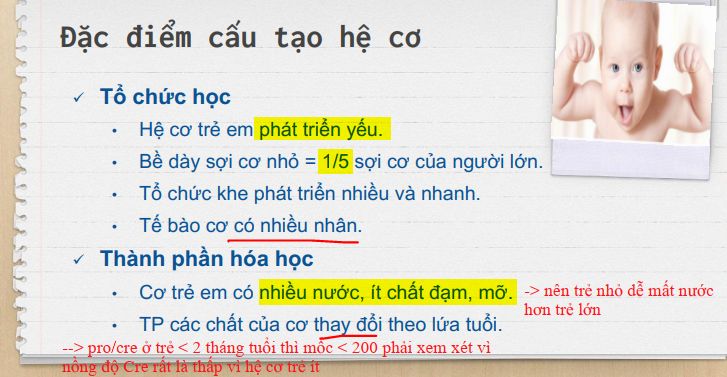 Đặc điểm cấu tạo hệ cơ
✓ Tổ chức học
• Hệ cơ trẻ em phát triển yếu.
• Bề dày sợi cơ nhỏ = 1/5 sợi cơ của người lớn.
• Tổ chức khe phát triển nhiều và nhanh.
• Tế bào cơ có nhiều nhân.
✓ Thành phần hóa học
• Cơ trẻ em có nhiều nước, ít chất đạm, mỡ.
-> nên trẻ nhỏ dễ mất nước
hơn trẻ lớn
• TP các chất của cơ thay đổi theo lứa tuổi.
--> pro/cre ở trẻ < 2 tháng tuổi thì mốc < 200 phải xem xét vì
nồng độ Cre rất là thấp vì hệ cơ trẻ ít